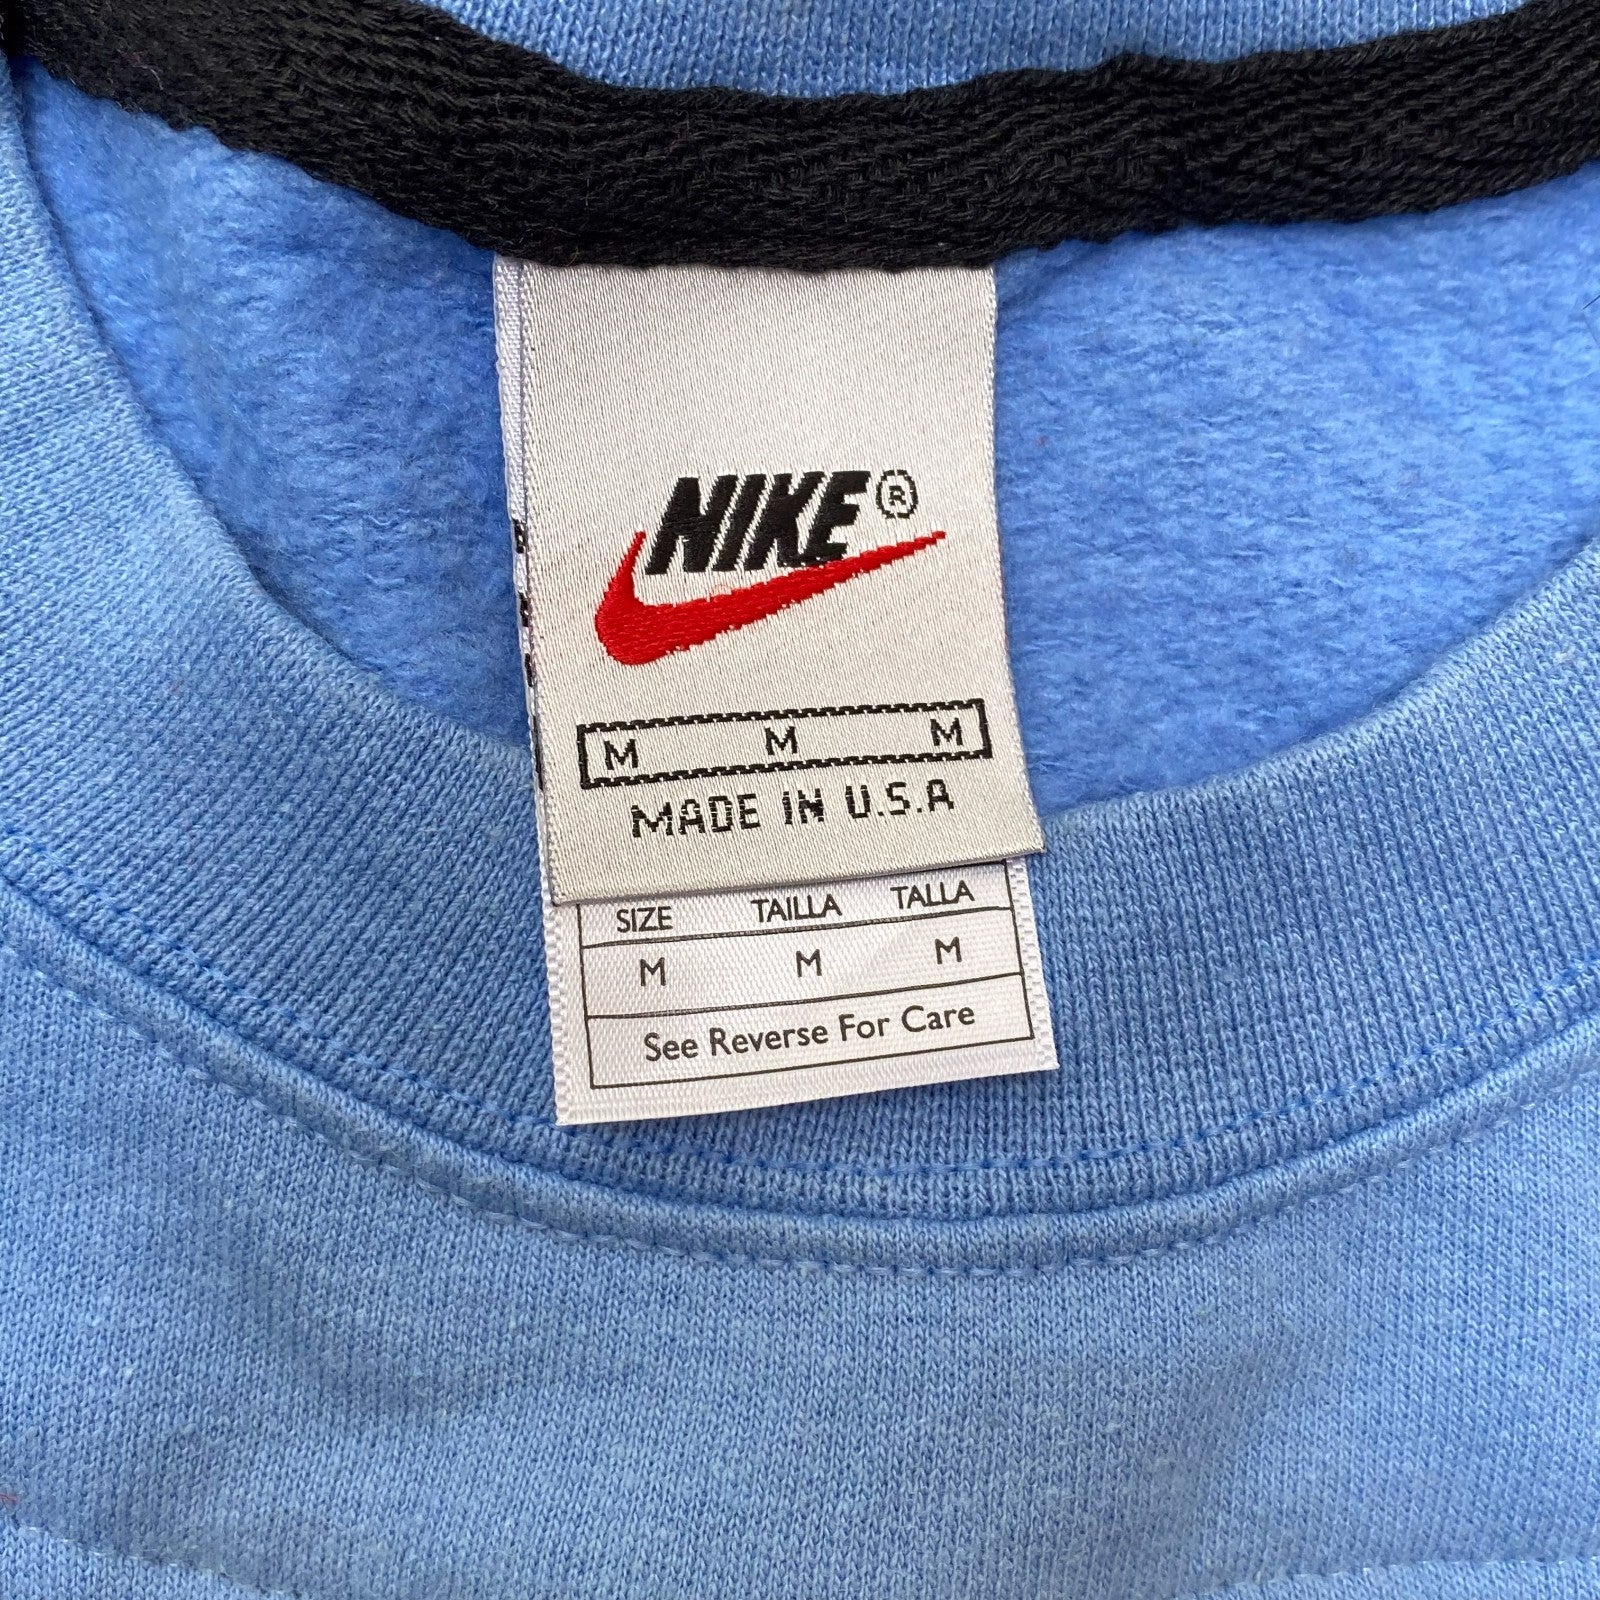 NIKE®
M M M
MADE IN U.S.A
SIZE TAILLA TALLA
M M M
See Reverse For Care